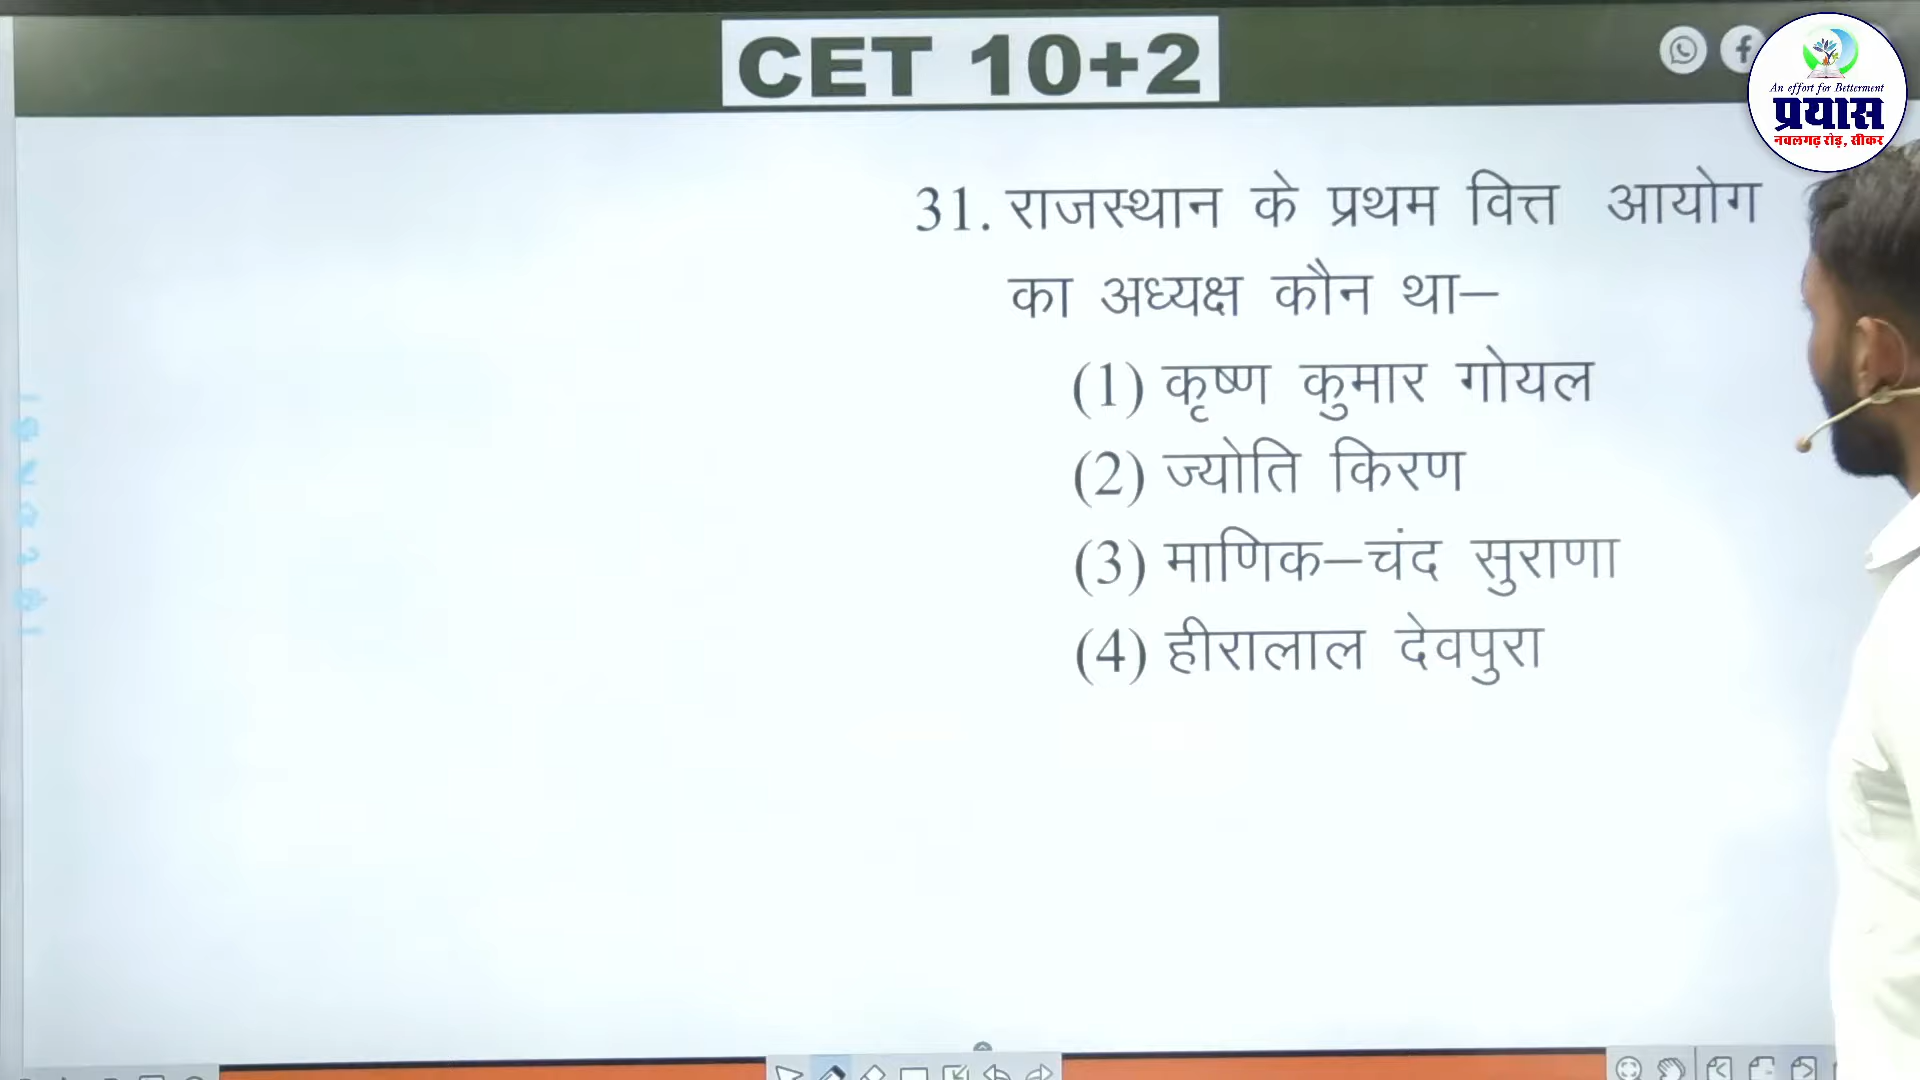 CET 10+2
An effort for Betterment
प्रयास
नवलगढ़ रोड़, सीकर
31. राजस्थान के प्रथम वित्त आयोग
का अध्यक्ष कौन था–
(1) कृष्ण कुमार गोयल
(2) ज्योति किरण
(3) माणिक–चंद सुराणा
(4) हीरालाल देवपुरा